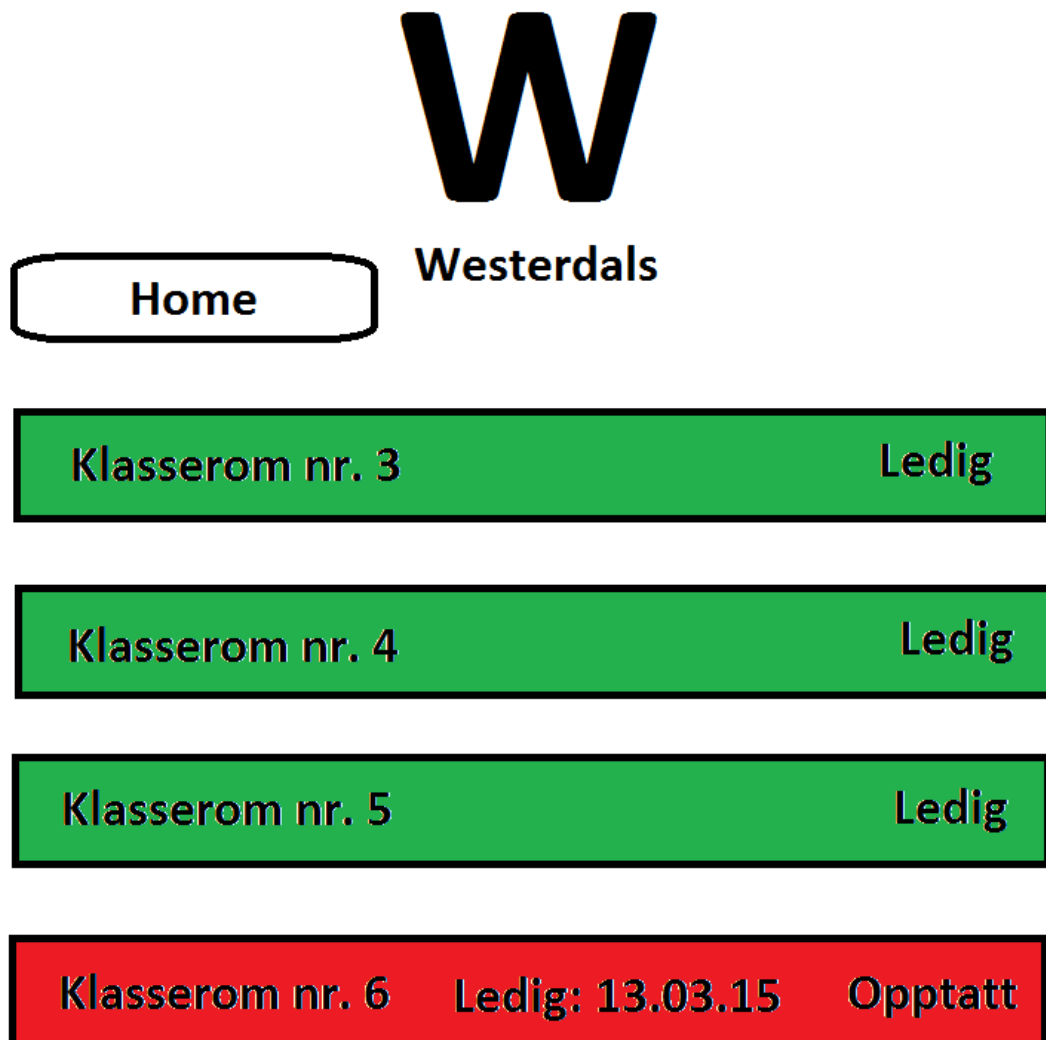 W
Westerdals
Home
Klasserom nr. 3 Ledig
Klasserom nr. 4 Ledig
Klasserom nr. 5 Ledig
Klasserom nr. 6 Ledig: 13.03.15 Opptatt